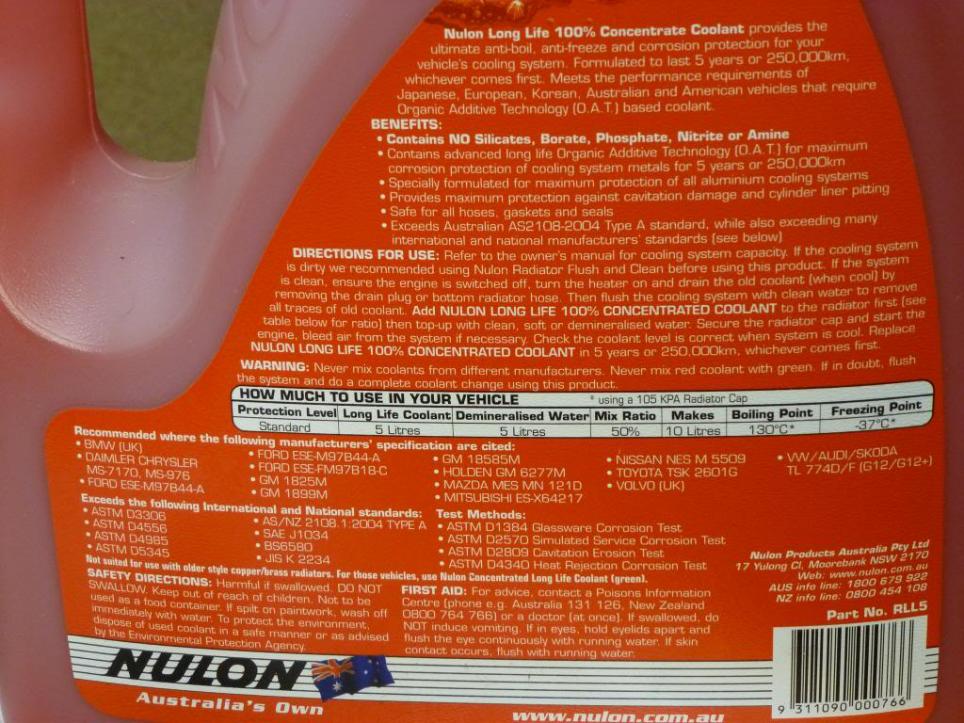 Nulon Long Life 100% Concentrate Coolant provides the
ultimate anti-boil, anti-freeze and corrosion protection for your
vehicle's cooling system. Formulated to last 5 years or 250,000km,
whichever comes first. Meets the performance requirements of
Japanese, European, Korean, Australian and American vehicles that require
Organic Additive Technology (O.A.T.) based coolant.
BENEFITS:
• Contains NO Silicates, Borate, Phosphate, Nitrite or Amine
• Contains advanced long life Organic Additive Technology (O.A.T.) for maximum
corrosion protection of cooling system metals for 5 years or 250,000km
• Specially formulated for maximum protection of all aluminium cooling systems
• Provides maximum protection against cavitation damage and cylinder liner pitting
• Safe for all hoses, gaskets and seals
• Exceeds Australian AS2108-2004 Type A standard, while also exceeding many
international and national manufacturers' standards (see below)
DIRECTIONS FOR USE: Refer to the owner's manual for cooling system capacity. If the cooling system
is dirty we recommended using Nulon Radiator Flush and Clean before using this product. If the system
is clean, ensure the engine is switched off, turn the heater on and drain the old coolant (when cool) by
removing the drain plug or bottom radiator hose. Then flush the cooling system with clean water to remove
all traces of old coolant. Add NULON LONG LIFE 100% CONCENTRATED COOLANT to the radiator first (see
table below for ratio) then top-up with clean, soft or demineralised water. Secure the radiator cap and start the
engine, bleed air from the system if necessary. Check the coolant level is correct when system is cool. Replace
NULON LONG LIFE 100% CONCENTRATED COOLANT in 5 years or 250,000km, whichever comes first.
WARNING: Never mix coolants from different manufacturers. Never mix red coolant with green. If in doubt, flush
the system and do a complete coolant change using this product.
HOW MUCH TO USE IN YOUR VEHICLE * using a 105 KPA Radiator Cap
Protection Level Long Life Coolant Demineralised Water Mix Ratio Makes Boiling Point Freezing Point
Standard 5 Litres 5 Litres 50% 10 Litres 130°C* -37°C*
Recommended where the following manufacturers' specification are cited:
• BMW (UK)
• DAIMLER CHRYSLER
MS-7170, MS-976
• FORD ESE-M97B44-A
• FORD ESE-M97B44-A
• FORD ESE-FM97B18-C
• GM 1825M
• GM 1899M
• GM 18585M
• HOLDEN GM 6277M
• MAZDA MES MN 121D
• MITSUBISHI ES-X64217
• NISSAN NES M 5509
• TOYOTA TSK 2601G
• VOLVO (UK)
• VW/AUDI/SKODA
TL 774D/F (G12/G12+)
Exceeds the following International and National standards:
• ASTM D3306
• ASTM D4556
• ASTM D4985
• ASTM D5345
• AS/NZ 2108.1:2004 TYPE A
• SAE J1034
• BS6580
• JIS K 2234
Test Methods:
• ASTM D1384 Glassware Corrosion Test
• ASTM D2570 Simulated Service Corrosion Test
• ASTM D2809 Cavitation Erosion Test
• ASTM D4340 Heat Rejection Corrosion Test
Not suited for use with older style copper/brass radiators. For those vehicles, use Nulon Concentrated Long Life Coolant (green).
SAFETY DIRECTIONS: Harmful if swallowed. DO NOT
SWALLOW. Keep out of reach of children. Not to be
used as a food container. If spilt on paintwork, wash off
immediately with water. To protect the environment,
dispose of used coolant in a safe manner or as advised
by the Environmental Protection Agency.
FIRST AID: For advice, contact a Poisons Information
Centre (phone e.g. Australia 131 126, New Zealand
0800 764 766) or a doctor (at once). If swallowed, do
NOT induce vomiting. If in eyes, hold eyelids apart and
flush the eye continuously with running water. If skin
contact occurs, flush with running water.
Nulon Products Australia Pty Ltd
17 Yulong Cl, Moorebank NSW 2170
Web: www.nulon.com.au
AUS info line: 1800 679 922
NZ info line: 0800 454 108
Part No. RLL5
NULON
Australia's Own
www.nulon.com.au
9 311090 000766